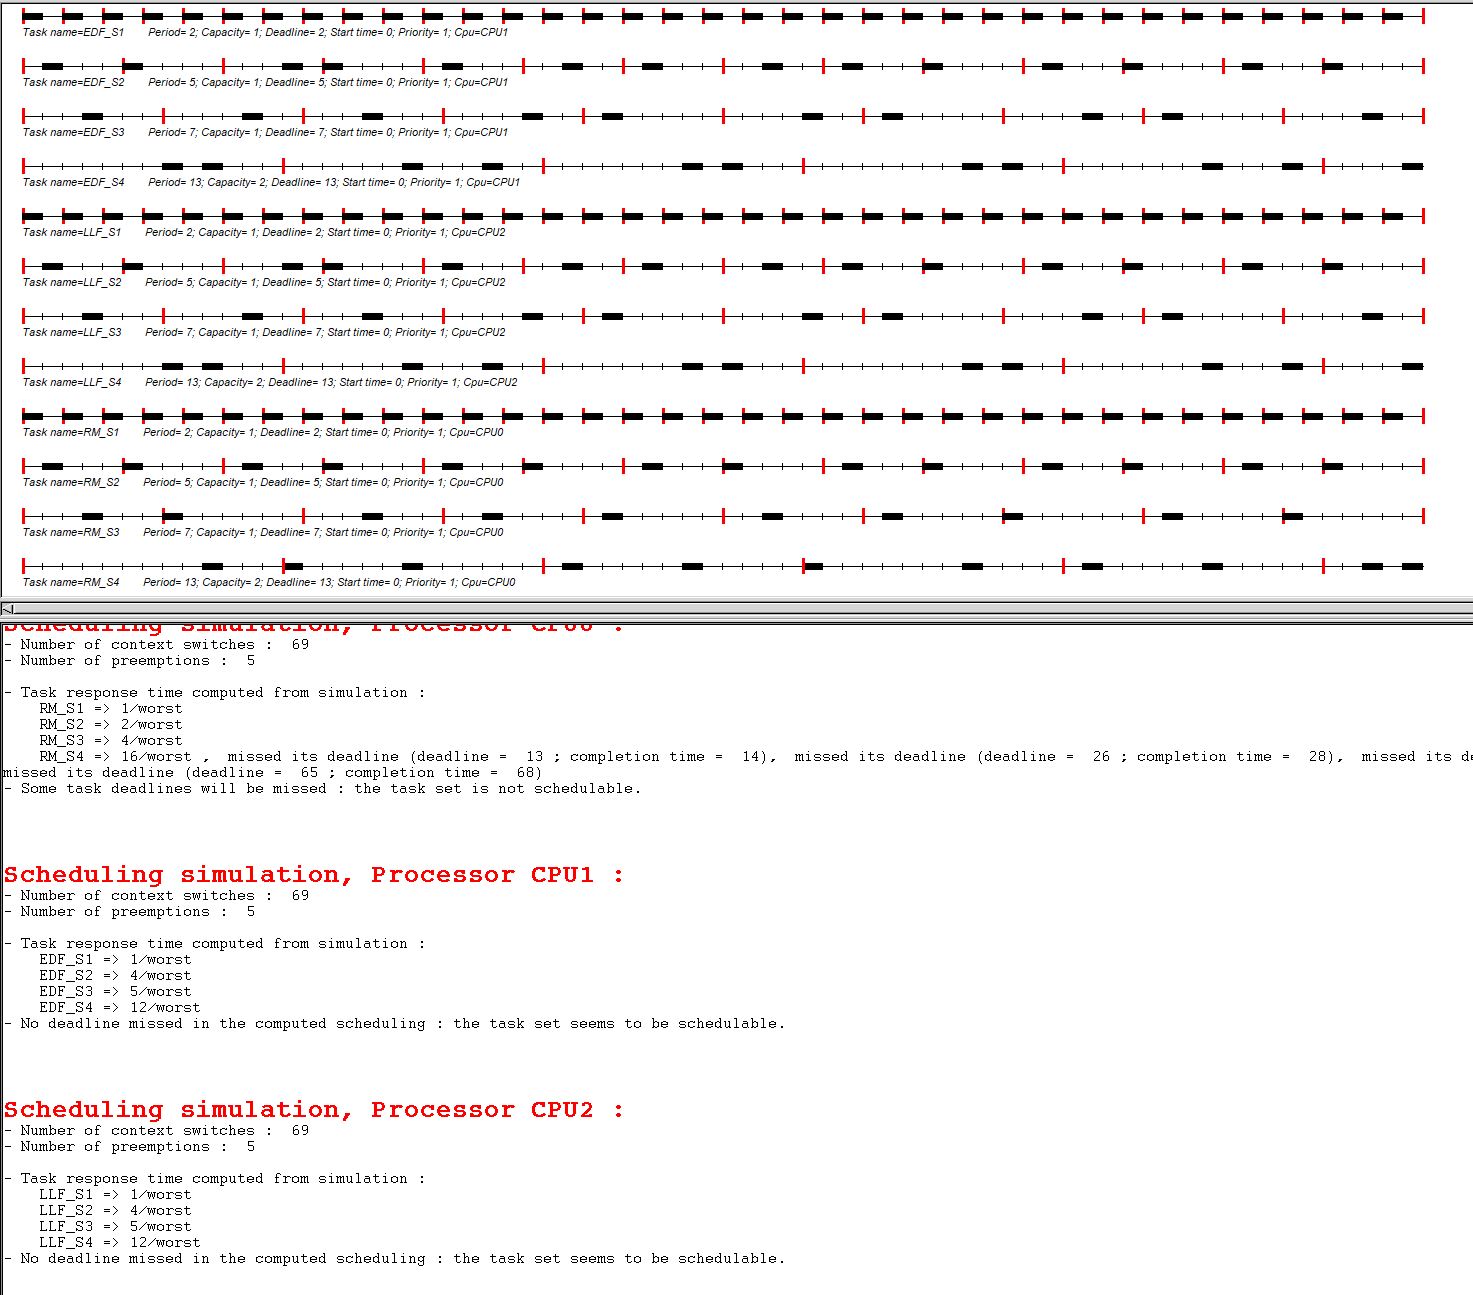 Task name=EDF_S1 Period= 2; Capacity= 1; Deadline= 2; Start time= 0; Priority= 1; Cpu=CPU1
Task name=EDF_S2 Period= 5; Capacity= 1; Deadline= 5; Start time= 0; Priority= 1; Cpu=CPU1
Task name=EDF_S3 Period= 7; Capacity= 1; Deadline= 7; Start time= 0; Priority= 1; Cpu=CPU1
Task name=EDF_S4 Period= 13; Capacity= 2; Deadline= 13; Start time= 0; Priority= 1; Cpu=CPU1
Task name=LLF_S1 Period= 2; Capacity= 1; Deadline= 2; Start time= 0; Priority= 1; Cpu=CPU2
Task name=LLF_S2 Period= 5; Capacity= 1; Deadline= 5; Start time= 0; Priority= 1; Cpu=CPU2
Task name=LLF_S3 Period= 7; Capacity= 1; Deadline= 7; Start time= 0; Priority= 1; Cpu=CPU2
Task name=LLF_S4 Period= 13; Capacity= 2; Deadline= 13; Start time= 0; Priority= 1; Cpu=CPU2
Task name=RM_S1 Period= 2; Capacity= 1; Deadline= 2; Start time= 0; Priority= 1; Cpu=CPU0
Task name=RM_S2 Period= 5; Capacity= 1; Deadline= 5; Start time= 0; Priority= 1; Cpu=CPU0
Task name=RM_S3 Period= 7; Capacity= 1; Deadline= 7; Start time= 0; Priority= 1; Cpu=CPU0
Task name=RM_S4 Period= 13; Capacity= 2; Deadline= 13; Start time= 0; Priority= 1; Cpu=CPU0
Scheduling simulation, Processor CPU0 :
- Number of context switches : 69
- Number of preemptions : 5
- Task response time computed from simulation :
RM_S1 => 1/worst
RM_S2 => 2/worst
RM_S3 => 4/worst
RM_S4 => 16/worst , missed its deadline (deadline = 13 ; completion time = 14), missed its deadline (deadline = 26 ; completion time = 28), missed its
missed its deadline (deadline = 65 ; completion time = 68)
- Some task deadlines will be missed : the task set is not schedulable.
Scheduling simulation, Processor CPU1 :
- Number of context switches : 69
- Number of preemptions : 5
- Task response time computed from simulation :
EDF_S1 => 1/worst
EDF_S2 => 4/worst
EDF_S3 => 5/worst
EDF_S4 => 12/worst
- No deadline missed in the computed scheduling : the task set seems to be schedulable.
Scheduling simulation, Processor CPU2 :
- Number of context switches : 69
- Number of preemptions : 5
- Task response time computed from simulation :
LLF_S1 => 1/worst
LLF_S2 => 4/worst
LLF_S3 => 5/worst
LLF_S4 => 12/worst
- No deadline missed in the computed scheduling : the task set seems to be schedulable.